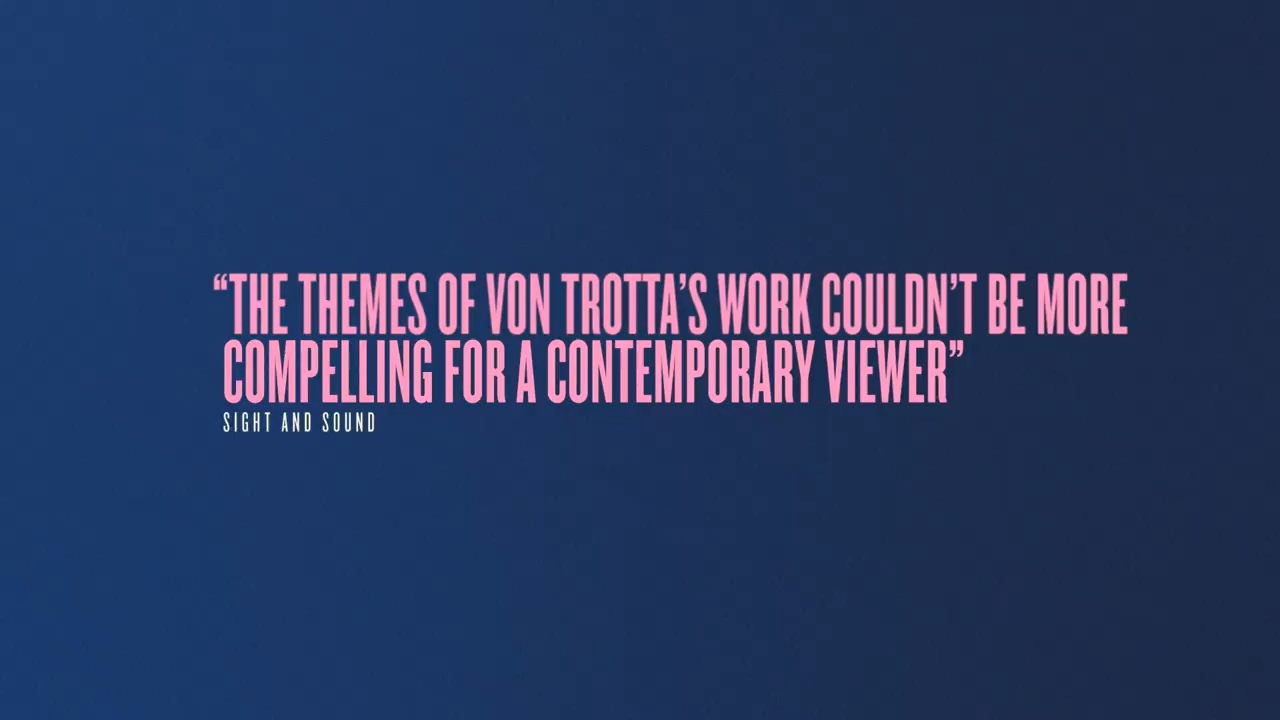 “THE THEMES OF VON TROTTA’S WORK COULDN’T BE MORE
COMPELLING FOR A CONTEMPORARY VIEWER”
SIGHT AND SOUND